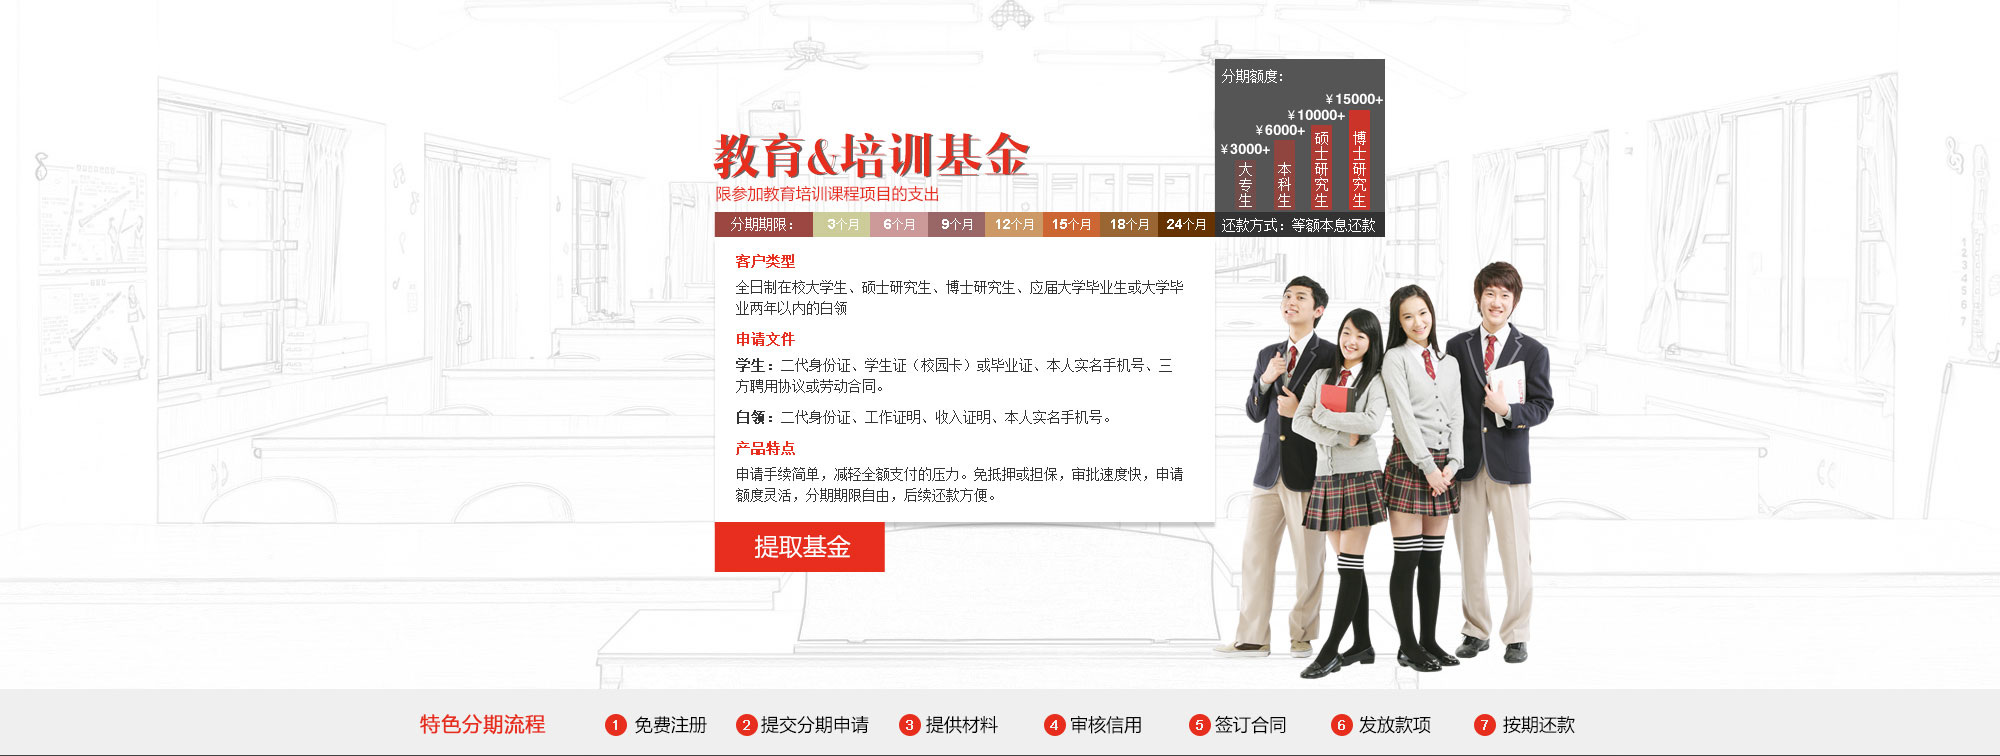 教育&培训基金
限参加教育培训课程项目的支出
分期期限： 3个月 6个月 9个月 12个月 15个月 18个月 24个月
分期额度：
¥15000+
¥10000+
¥6000+
¥3000+
大专生
本科生
硕士研究生
博士研究生
还款方式：等额本息还款
客户类型
全日制在校大学生、硕士研究生、博士研究生、应届大学毕业生或大学毕
业两年以内的白领
申请文件
学生：二代身份证、学生证（校园卡）或毕业证、本人实名手机号、三
方聘用协议或劳动合同。
白领：二代身份证、工作证明、收入证明、本人实名手机号。
产品特点
申请手续简单，减轻全额支付的压力。免抵押或担保，审批速度快，申请
额度灵活，分期期限自由，后续还款方便。
提取基金
特色分期流程 1 免费注册 2 提交分期申请 3 提供材料 4 审核信用 5 签订合同 6 发放款项 7 按期还款